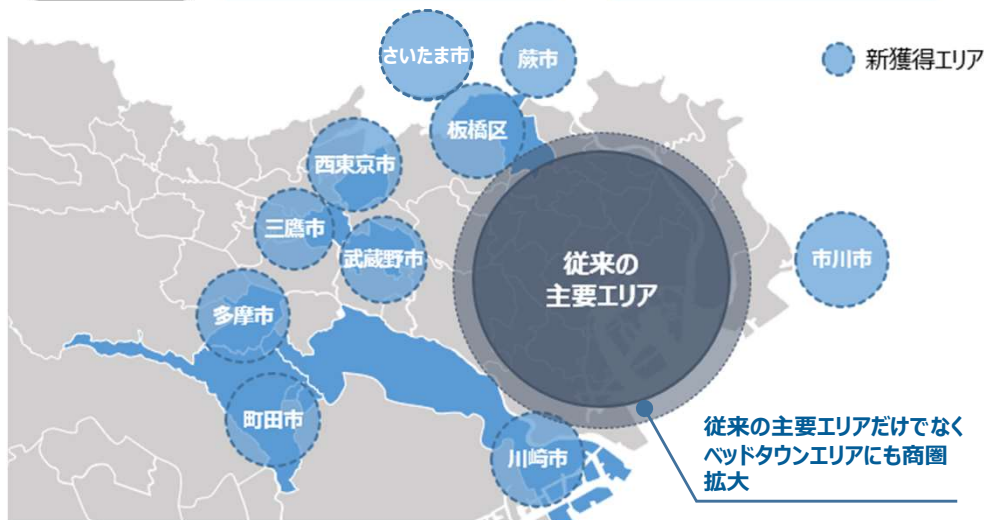 さいたま市
蕨市
新獲得エリア
板橋区
西東京市
三鷹市
武蔵野市
従来の
主要エリア
市川市
多摩市
町田市
川崎市
従来の主要エリアだけでなく
ベッドタウンエリアにも商圏
拡大